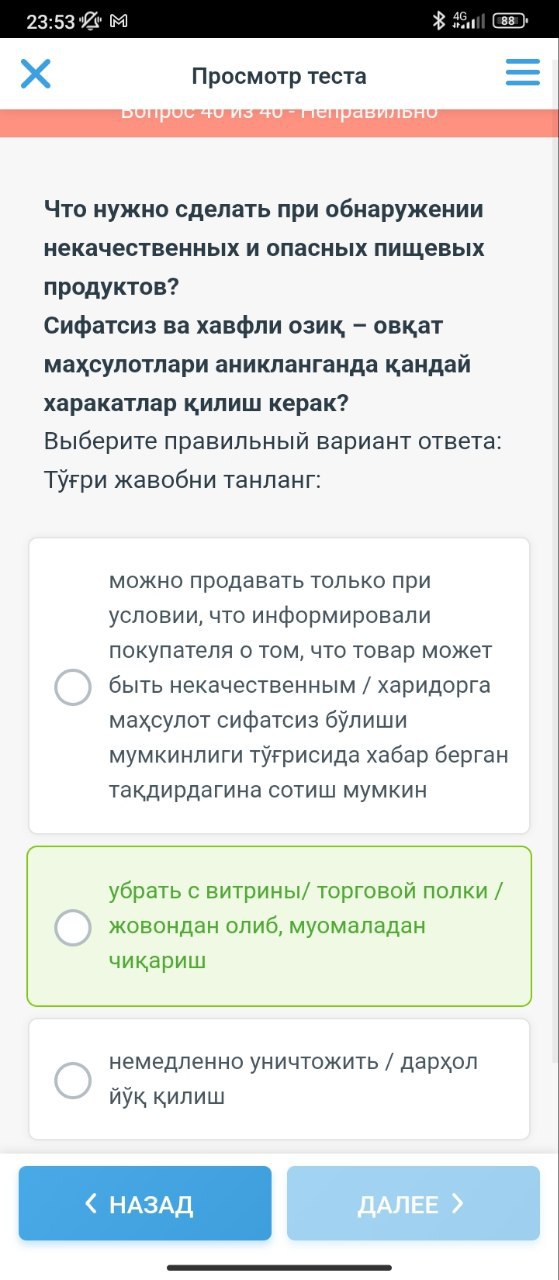 23:53
4G
88
Просмотр теста
Вопрос 40 из 40 - Неправильно
Что нужно сделать при обнаружении
некачественных и опасных пищевых
продуктов?
Сифатсиз ва хавфли озиқ – овқат
маҳсулотлари аникланганда қандай
харакатлар қилиш керак?
Выберите правильный вариант ответа:
Тўғри жавобни танланг:
можно продавать только при
условии, что информировали
покупателя о том, что товар может
быть некачественным / харидорга
маҳсулот сифатсиз бўлиши
мумкинлиги тўғрисида хабар берган
тақдирдагина сотиш мумкин
убрать с витрины/ торговой полки /
жовондан олиб, муомаладан
чиқариш
немедленно уничтожить / дарҳол
йўқ қилиш
НАЗАД
ДАЛЕЕ